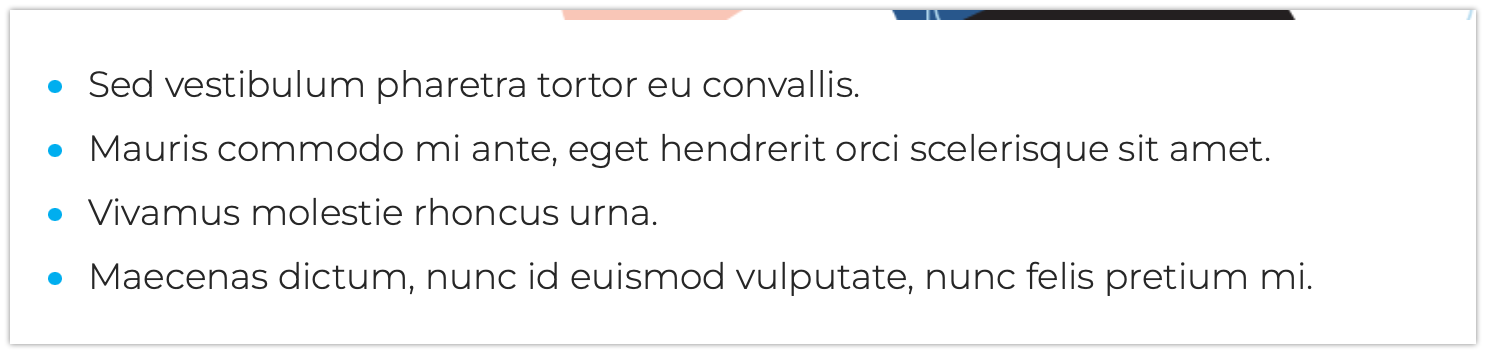 • Sed vestibulum pharetra tortor eu convallis.
• Mauris commodo mi ante, eget hendrerit orci scelerisque sit amet.
• Vivamus molestie rhoncus urna.
• Maecenas dictum, nunc id euismod vulputate, nunc felis pretium mi.